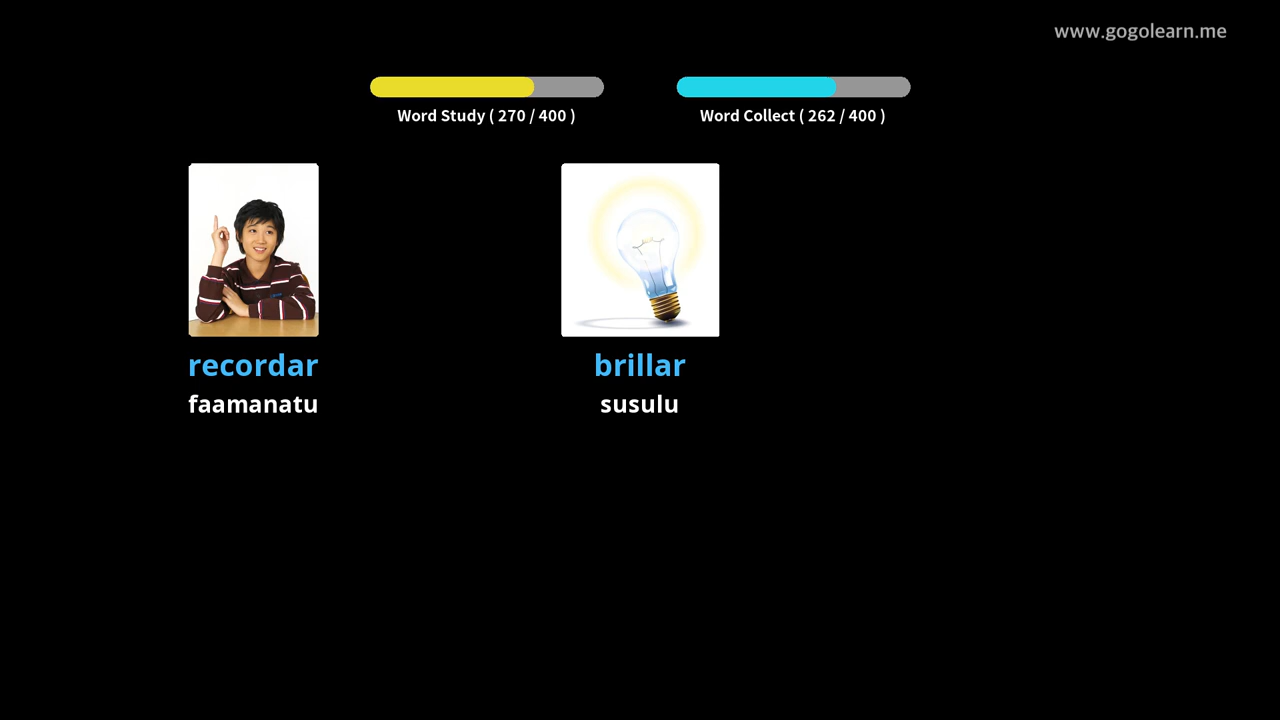 www.gogolearn.me
Word Study ( 270 / 400 )
Word Collect ( 262 / 400 )
recordar
faamanatu
brillar
susulu